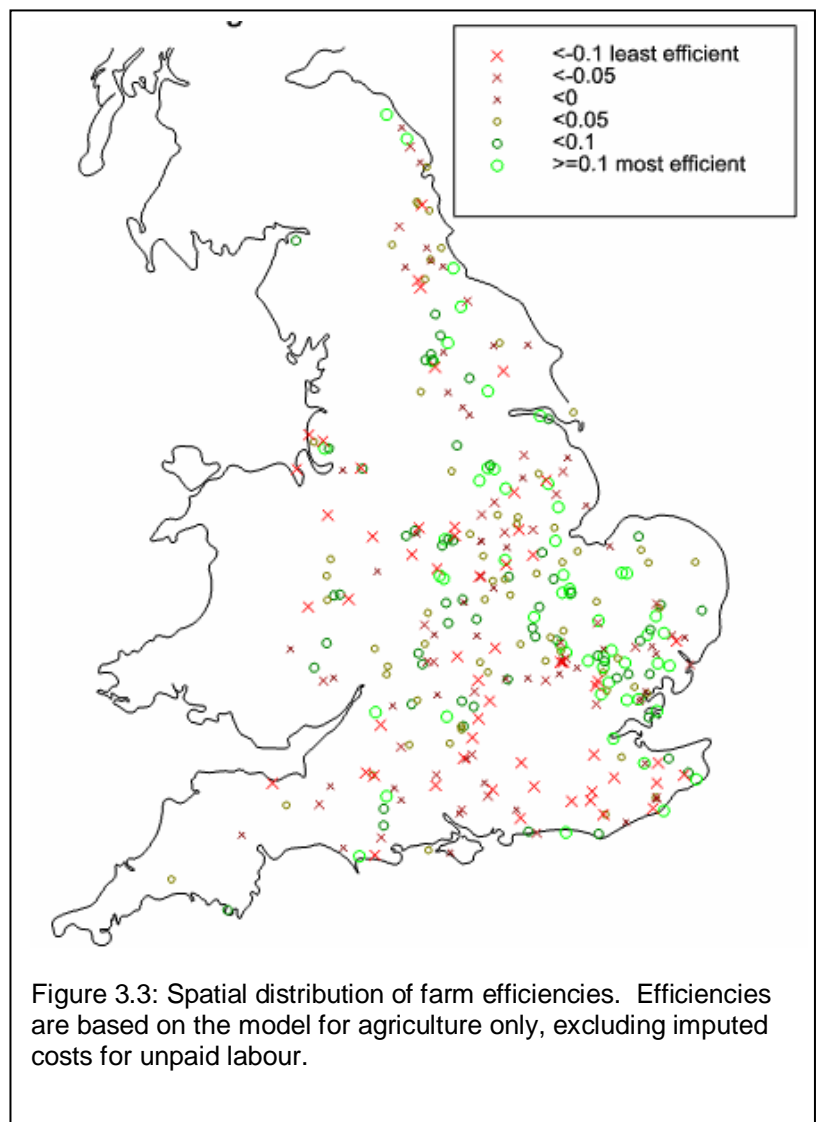 <-0.1 least efficient
<-0.05
<0
<0.05
<0.1
>=0.1 most efficient
Figure 3.3: Spatial distribution of farm efficiencies. Efficiencies
are based on the model for agriculture only, excluding imputed
costs for unpaid labour.